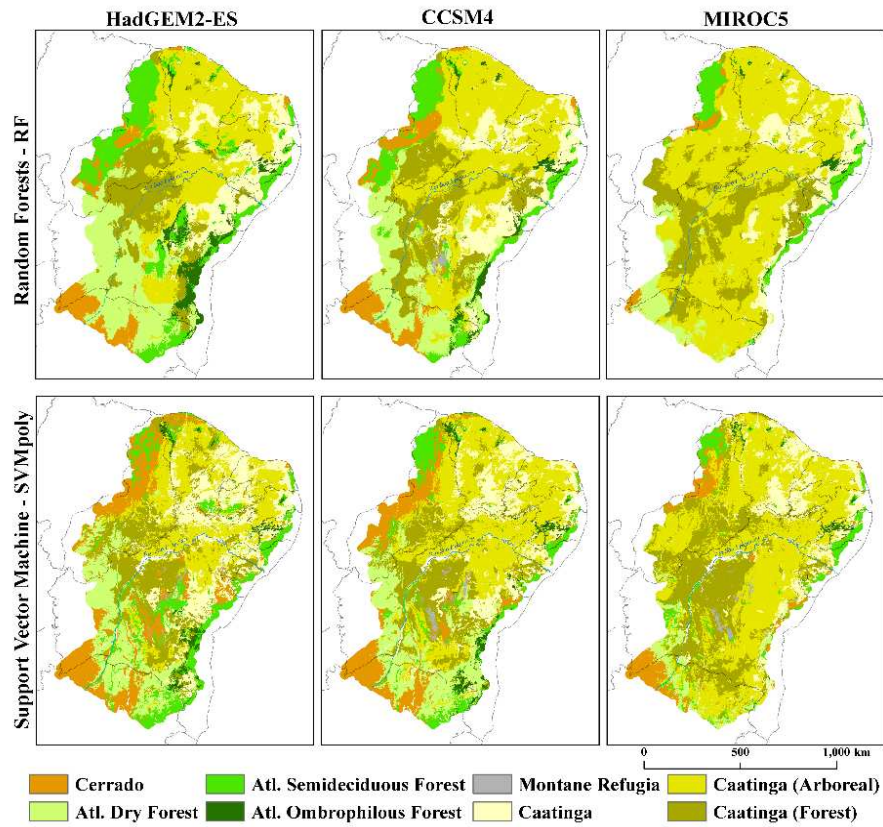 HadGEM2-ES CCSM4 MIROC5
Random Forests - RF
Support Vector Machine - SVMpoly
0 500 1,000 km
Cerrado Atl. Semideciduous Forest Montane Refugia Caatinga (Arboreal)
Atl. Dry Forest Atl. Ombrophilous Forest Caatinga Caatinga (Forest)